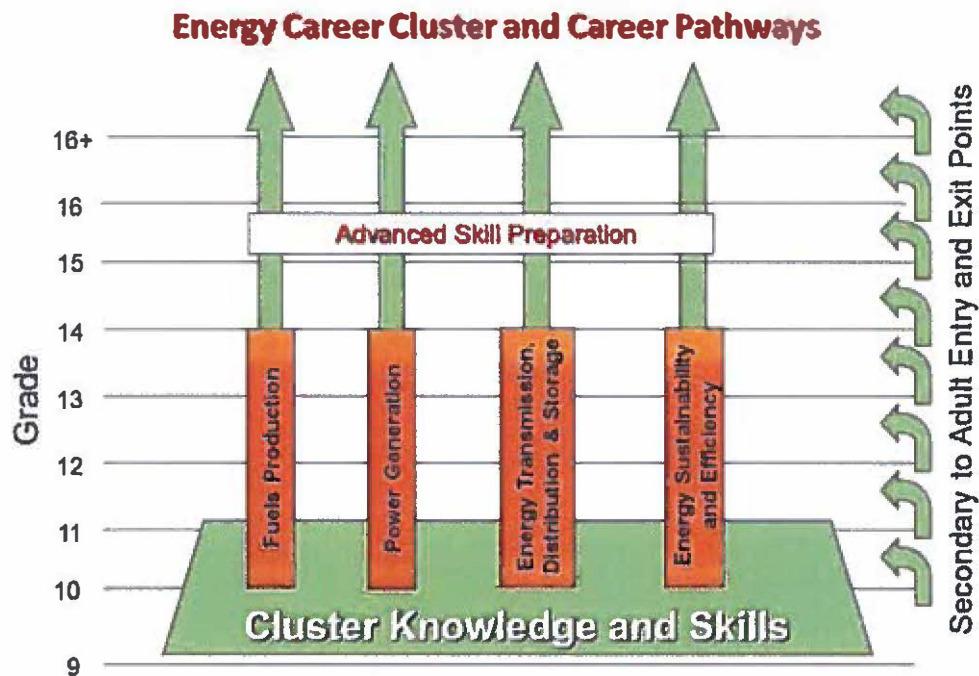 Energy Career Cluster and Career Pathways
16+
16
Advanced Skill Preparation
15
14
13
12
11
10
9
Grade
Fuels Production
Power Generation
Energy Transmission,
Distribution & Storage
Energy Sustainability
and Efficiency
Cluster Knowledge and Skills
Secondary to Adult Entry and Exit Points